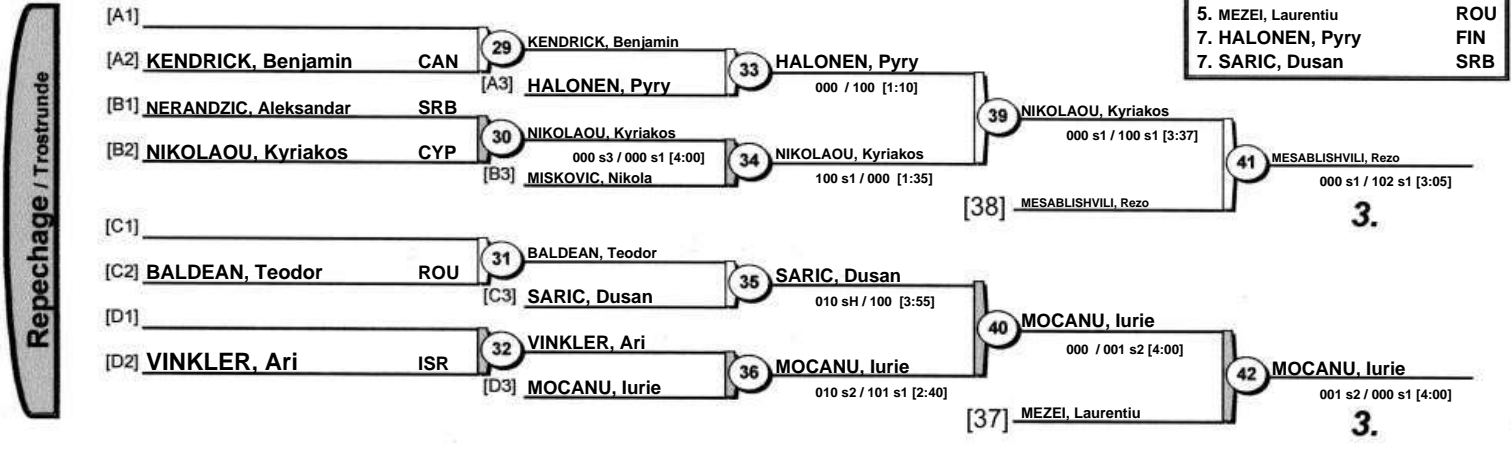 Repechage / Trostrunde
5. MEZEI, Laurentiu ROU
7. HALONEN, Pyry FIN
7. SARIC, Dusan SRB
[A1]
[A2] KENDRICK, Benjamin CAN
29 KENDRICK, Benjamin
[A3] HALONEN, Pyry
33 HALONEN, Pyry
000 / 100 [1:10]
[B1] NERANDZIC, Aleksandar SRB
[B2] NIKOLAOU, Kyriakos CYP
30 NIKOLAOU, Kyriakos
000 s3 / 000 s1 [4:00]
[B3] MISKOVIC, Nikola
34 NIKOLAOU, Kyriakos
100 s1 / 000 [1:35]
39 NIKOLAOU, Kyriakos
000 s1 / 100 s1 [3:37]
[38] MESABLISHVILI, Rezo
41 MESABLISHVILI, Rezo
000 s1 / 102 s1 [3:05]
3.
[C1]
[C2] BALDEAN, Teodor ROU
31 BALDEAN, Teodor
[C3] SARIC, Dusan
35 SARIC, Dusan
010 sH / 100 [3:55]
[D1]
[D2] VINKLER, Ari ISR
32 VINKLER, Ari
[D3] MOCANU, Iurie
36 MOCANU, Iurie
010 s2 / 101 s1 [2:40]
40 MOCANU, Iurie
000 / 001 s2 [4:00]
[37] MEZEI, Laurentiu
42 MOCANU, Iurie
001 s2 / 000 s1 [4:00]
3.